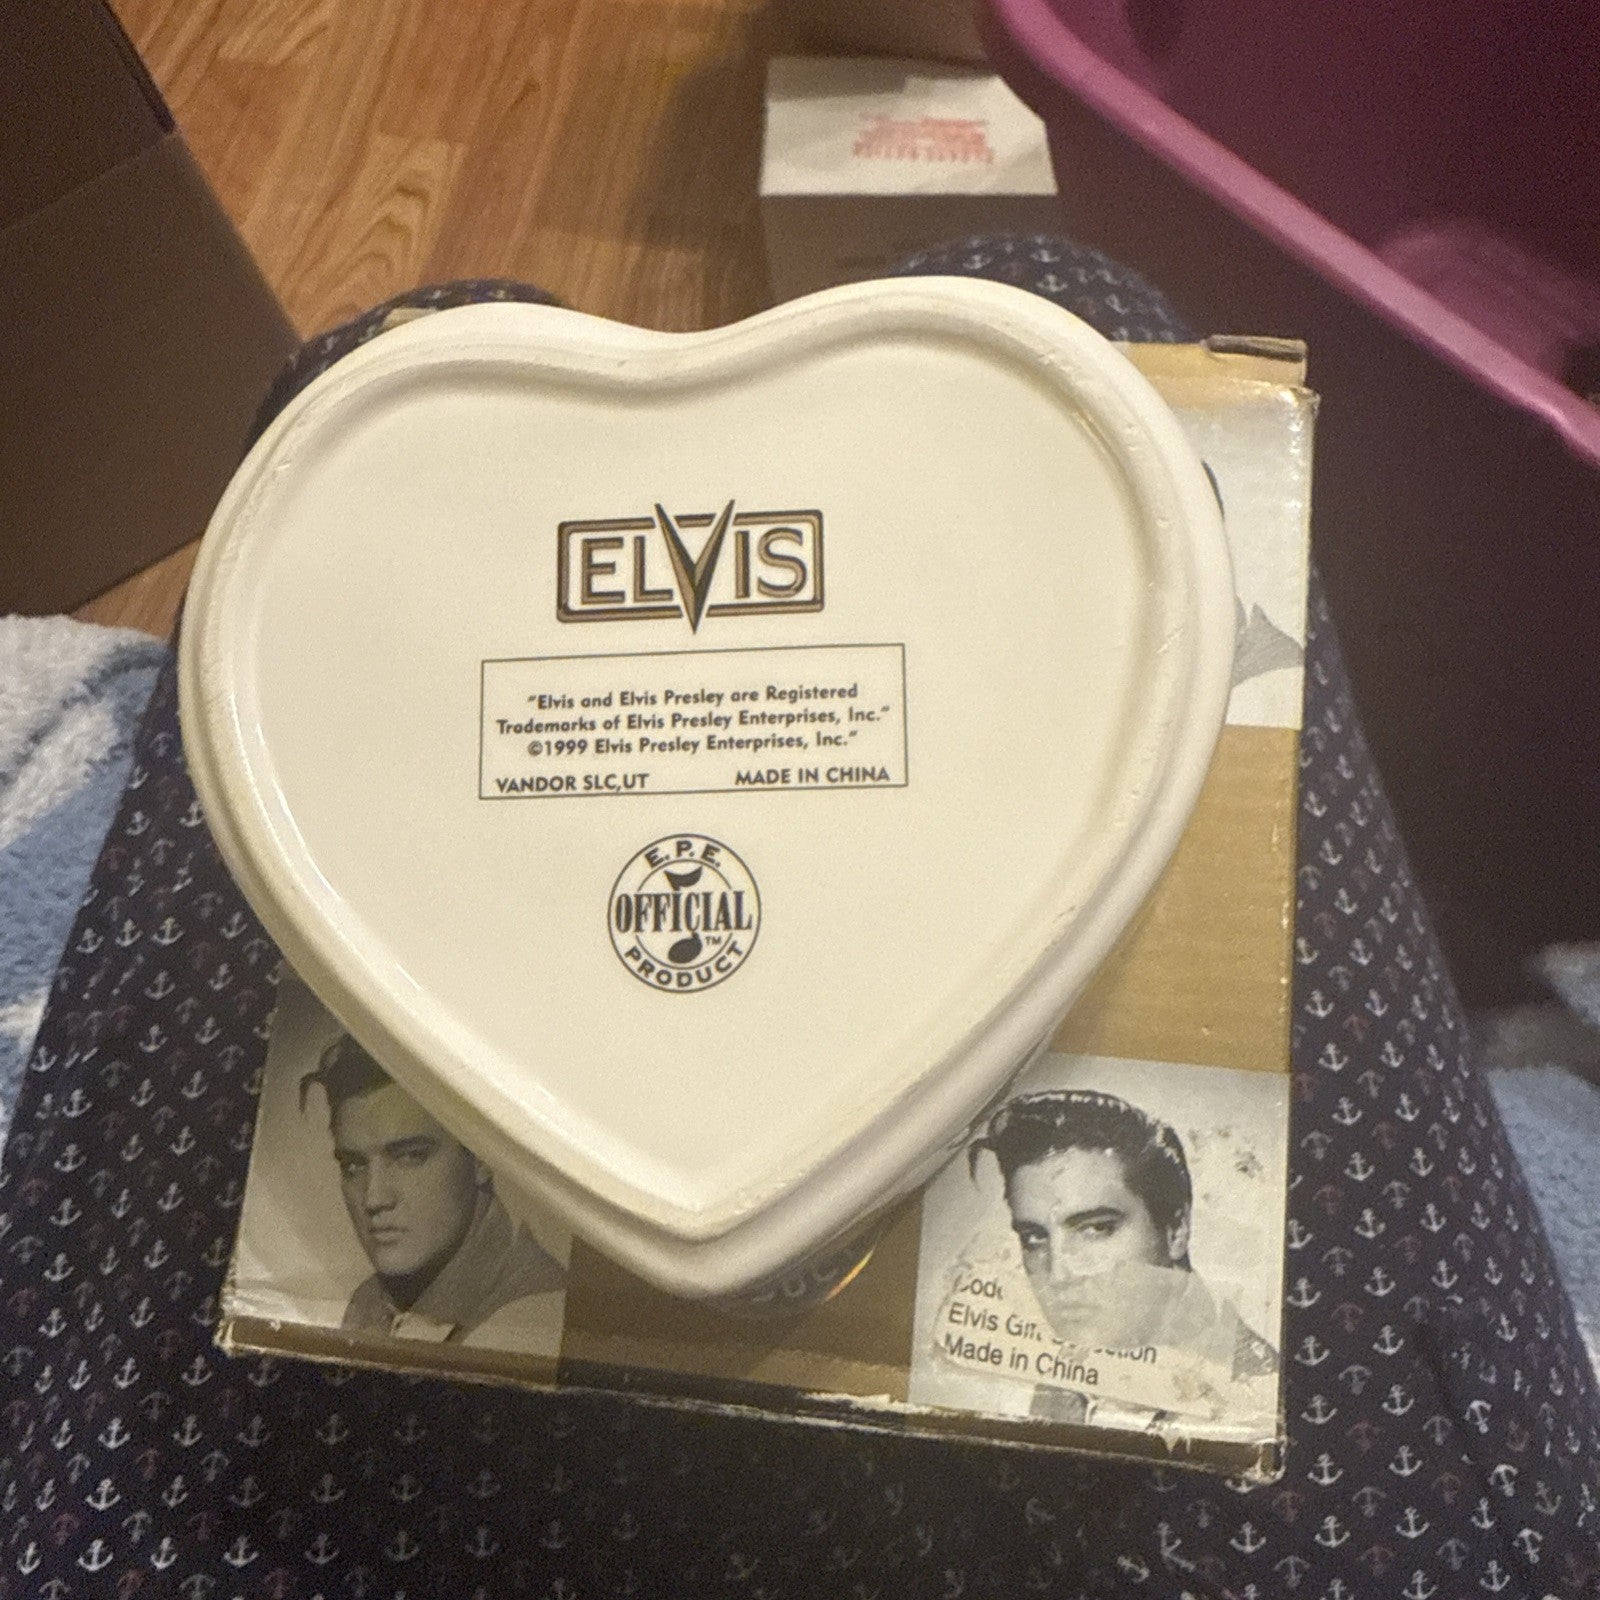 ELVIS
"Elvis and Elvis Presley are Registered
Trademarks of Elvis Presley Enterprises, Inc."
©1999 Elvis Presley Enterprises, Inc."
VANDOR SLC,UT MADE IN CHINA
E.P.E.
OFFICIAL™
PRODUCT
Elvis
Made in China